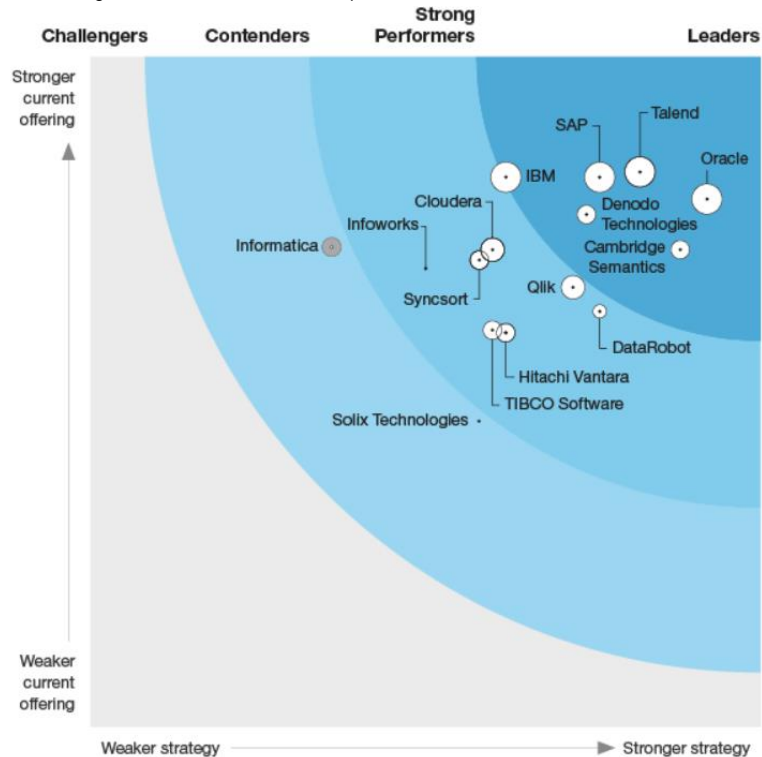 Strong
Challengers Contenders Performers Leaders
Stronger
current
offering
SAP
Talend
Oracle
IBM
Cloudera
Denodo
Technologies
Infoworks
Informatica
Cambridge
Semantics
Syncsort
Qlik
DataRobot
Hitachi Vantara
TIBCO Software
Solix Technologies
Weaker
current
offering
Weaker strategy Stronger strategy